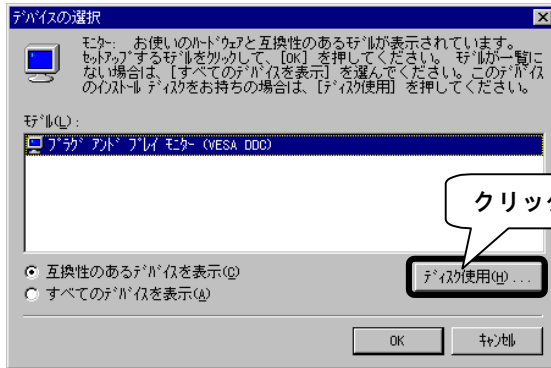 ﾃﾞﾊﾞｲｽの選択
ﾓﾆﾀｰ: お使いのﾊｰﾄﾞｳｪｱと互換性のあるﾓﾃﾞﾙが表示されています。
ｾｯﾄｱｯﾌﾟするﾓﾃﾞﾙをｸﾘｯｸして、[OK] を押してください。 ﾓﾃﾞﾙが一覧に
ない場合は、[すべてのﾃﾞﾊﾞｲｽを表示] を選んでください。このﾃﾞﾊﾞｲｽ
のｲﾝｽﾄｰﾙ ﾃﾞｨｽｸをお持ちの場合は、[ﾃﾞｨｽｸ使用] を押してください。
ﾓﾃﾞﾙ(L):
ﾌﾟﾗｸﾞ ｱﾝﾄﾞ ﾌﾟﾚｲ ﾓﾆﾀｰ (VESA DDC)
クリック
互換性のあるﾃﾞﾊﾞｲｽを表示(C)
ﾃﾞｨｽｸ使用(H)...
すべてのﾃﾞﾊﾞｲｽを表示(A)
OK
ｷｬﾝｾﾙ